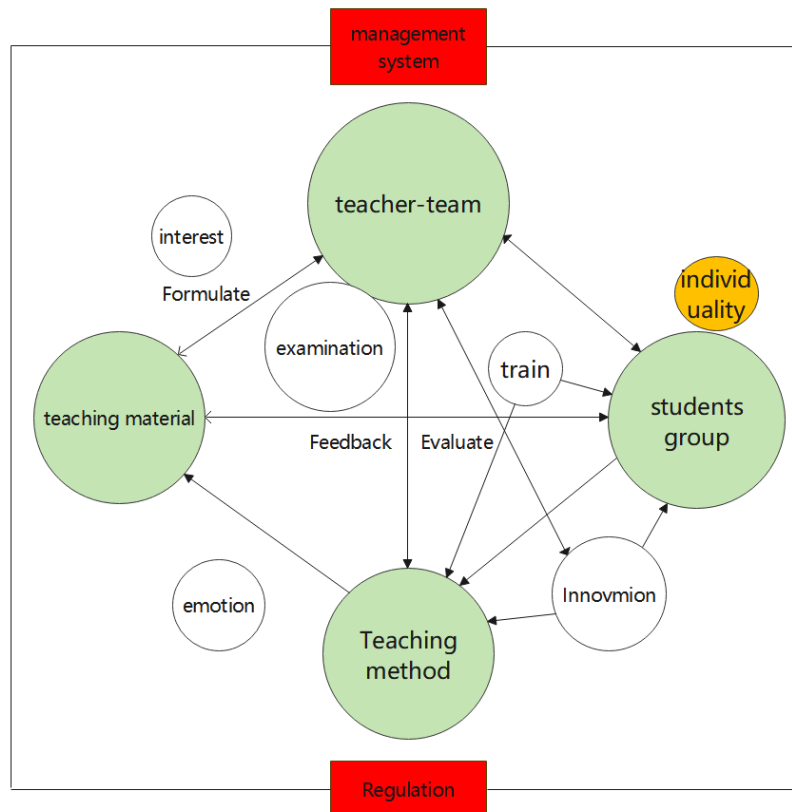 management
system
teacher-team
interest
individ
uality
Formulate
examination
train
teaching material
students
group
Feedback
Evaluate
Innovmion
emotion
Teaching
method
Regulation